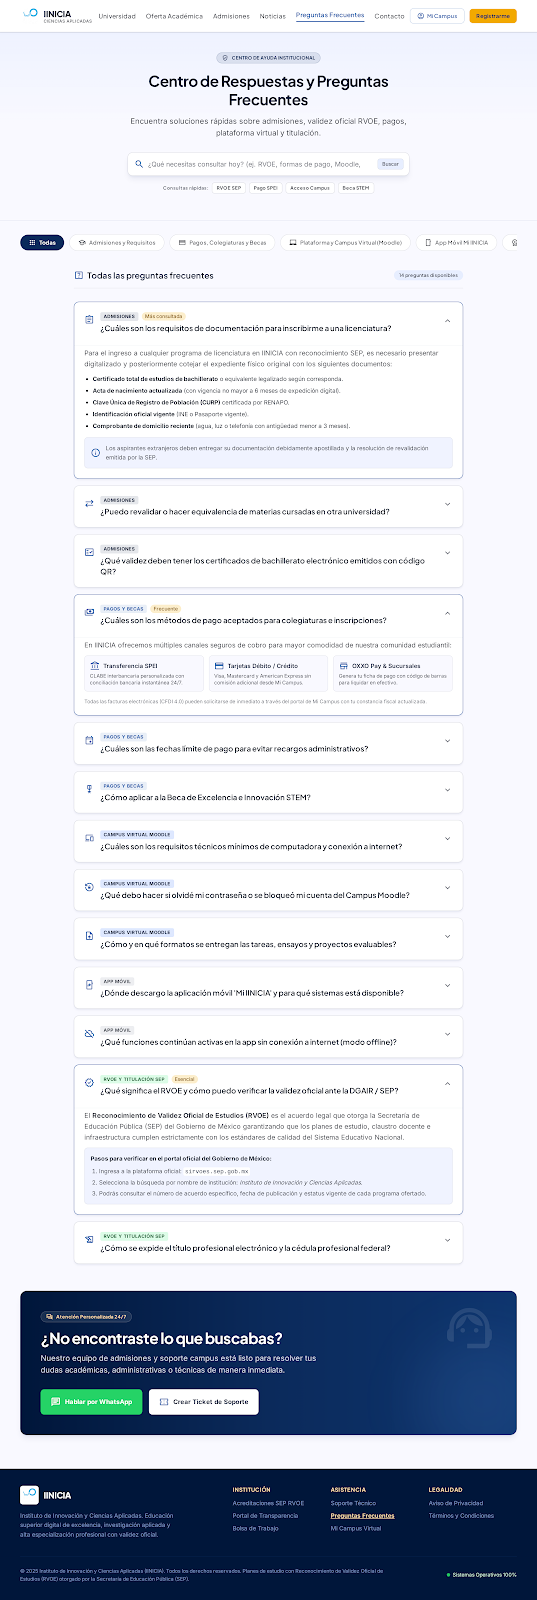 IINICIA
CIENCIAS APLICADAS
Universidad
Oferta Académica
Admisiones
Noticias
Preguntas Frecuentes
Contacto
Mi Campus
Registrarme
CENTRO DE AYUDA INSTITUCIONAL
Centro de Respuestas y Preguntas
Frecuentes
Encuentra soluciones rápidas sobre admisiones, validez oficial RVOE, pagos,
plataforma virtual y titulación.
¿Qué necesitas consultar hoy? (ej. RVOE, formas de pago, Moodle,
Buscar
Consultas rápidas:
RVOE SEP
Pago SPEI
Acceso Campus
Beca STEM
Todas
Admisiones y Requisitos
Pagos, Colegiaturas y Becas
Plataforma y Campus Virtual (Moodle)
App Móvil Mi IINICIA
Todas las preguntas frecuentes
14 preguntas disponibles
ADMISIONES
Más consultada
¿Cuáles son los requisitos de documentación para inscribirme a una licenciatura?
Para el ingreso a cualquier programa de licenciatura en IINICIA con reconocimiento SEP, es necesario presentar
digitalizado y posteriormente cotejar el expediente físico original con los siguientes documentos:
• Certificado total de estudios de bachillerato o equivalente legalizado según corresponda.
• Acta de nacimiento actualizada (con vigencia no mayor a 6 meses de expedición digital).
• Clave Única de Registro de Población (CURP) certificada por RENAPO.
• Identificación oficial vigente (INE o Pasaporte vigente).
• Comprobante de domicilio reciente (agua, luz o telefonía con antigüedad menor a 3 meses).
Los aspirantes extranjeros deben entregar su documentación debidamente apostillada y la resolución de revalidación
emitida por la SEP.
ADMISIONES
¿Puedo revalidar o hacer equivalencia de materias cursadas en otra universidad?
ADMISIONES
¿Qué validez deben tener los certificados de bachillerato electrónico emitidos con código
QR?
PAGOS Y BECAS
Frecuente
¿Cuáles son los métodos de pago aceptados para colegiaturas e inscripciones?
En IINICIA ofrecemos múltiples canales seguros de cobro para mayor comodidad de nuestra comunidad estudiantil:
Transferencia SPEI
CLABE interbancaria personalizada con
conciliación bancaria instantánea 24/7.
Tarjetas Débito / Crédito
Visa, Mastercard y American Express sin
comisión adicional desde Mi Campus.
OXXO Pay & Sucursales
Genera tu ficha de pago con código de barras
para liquidar en efectivo.
Todas las facturas electrónicas (CFDI 4.0) pueden solicitarse de inmediato a través del portal de Mi Campus con tu constancia fiscal actualizada.
PAGOS Y BECAS
¿Cuáles son las fechas límite de pago para evitar recargos administrativos?
PAGOS Y BECAS
¿Cómo aplicar a la Beca de Excelencia e Innovación STEM?
CAMPUS VIRTUAL MOODLE
¿Cuáles son los requisitos técnicos mínimos de computadora y conexión a internet?
CAMPUS VIRTUAL MOODLE
¿Qué debo hacer si olvidé mi contraseña o se bloqueó mi cuenta del Campus Moodle?
CAMPUS VIRTUAL MOODLE
¿Cómo y en qué formatos se entregan las tareas, ensayos y proyectos evaluables?
APP MÓVIL
¿Dónde descargo la aplicación móvil 'Mi IINICIA' y para qué sistemas está disponible?
APP MÓVIL
¿Qué funciones continúan activas en la app sin conexión a internet (modo offline)?
RVOE Y TITULACIÓN SEP
Esencial
¿Qué significa el RVOE y cómo puedo verificar la validez oficial ante la DGAIR / SEP?
El Reconocimiento de Validez Oficial de Estudios (RVOE) es el acuerdo legal que otorga la Secretaría de
Educación Pública (SEP) del Gobierno de México garantizando que los planes de estudio, claustro docente e
infraestructura cumplen estrictamente con los estándares de calidad del Sistema Educativo Nacional.
Pasos para verificar en el portal oficial del Gobierno de México:
1. Ingresa a la plataforma oficial: sirvoes.sep.gob.mx
2. Selecciona la búsqueda por nombre de institución: Instituto de Innovación y Ciencias Aplicadas.
3. Podrás consultar el número de acuerdo específico, fecha de publicación y estatus vigente de cada programa ofertado.
RVOE Y TITULACIÓN SEP
¿Cómo se expide el título profesional electrónico y la cédula profesional federal?
Atención Personalizada 24/7
¿No encontraste lo que buscabas?
Nuestro equipo de admisiones y soporte campus está listo para resolver tus
dudas académicas, administrativas o técnicas de manera inmediata.
Hablar por WhatsApp
Crear Ticket de Soporte
IINICIA
Instituto de Innovación y Ciencias Aplicadas. Educación
superior digital de excelencia, investigación aplicada y
alta especialización profesional con validez oficial.
INSTITUCIÓN
Acreditaciones SEP RVOE
Portal de Transparencia
Bolsa de Trabajo
ASISTENCIA
Soporte Técnico
Preguntas Frecuentes
Mi Campus Virtual
LEGALIDAD
Aviso de Privacidad
Términos y Condiciones
© 2025 Instituto de Innovación y Ciencias Aplicadas (IINICIA). Todos los derechos reservados. Planes de estudio con Reconocimiento de Validez Oficial de
Estudios (RVOE) otorgado por la Secretaría de Educación Pública (SEP).
Sistemas Operativos 100%